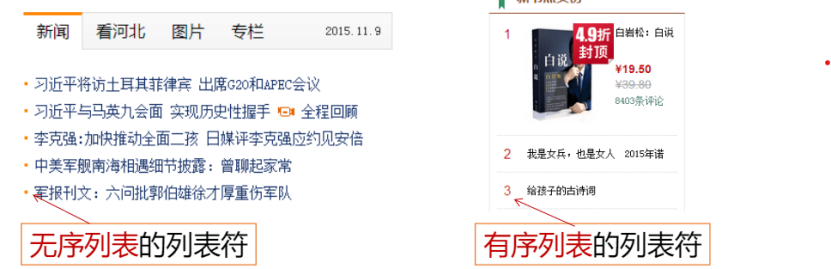 新闻 看河北 图片 专栏 2015.11.9
习近平将访土耳其菲律宾 出席G20和APEC会议
习近平与马英九会面 实现历史性握手 全程回顾
李克强:加快推动全面二孩 日媒评李克强应约见安倍
中美军舰南海相遇细节披露：曾聊起家常
军报刊文：六问批郭伯雄徐才厚重伤军队
无序列表的列表符
1
白说
4.9折
封顶
白岩松：白说
¥19.50
¥39.80
8403条评论
2 我是女兵，也是女人 2015年诺
3 给孩子的古诗词
有序列表的列表符